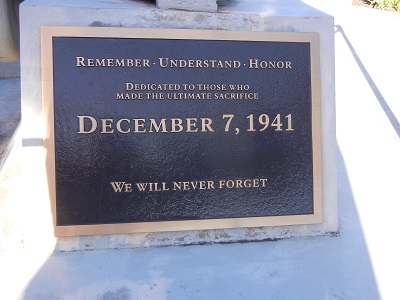 Remember · Understand · Honor
Dedicated to those who
made the ultimate sacrifice
December 7, 1941
We will never forget